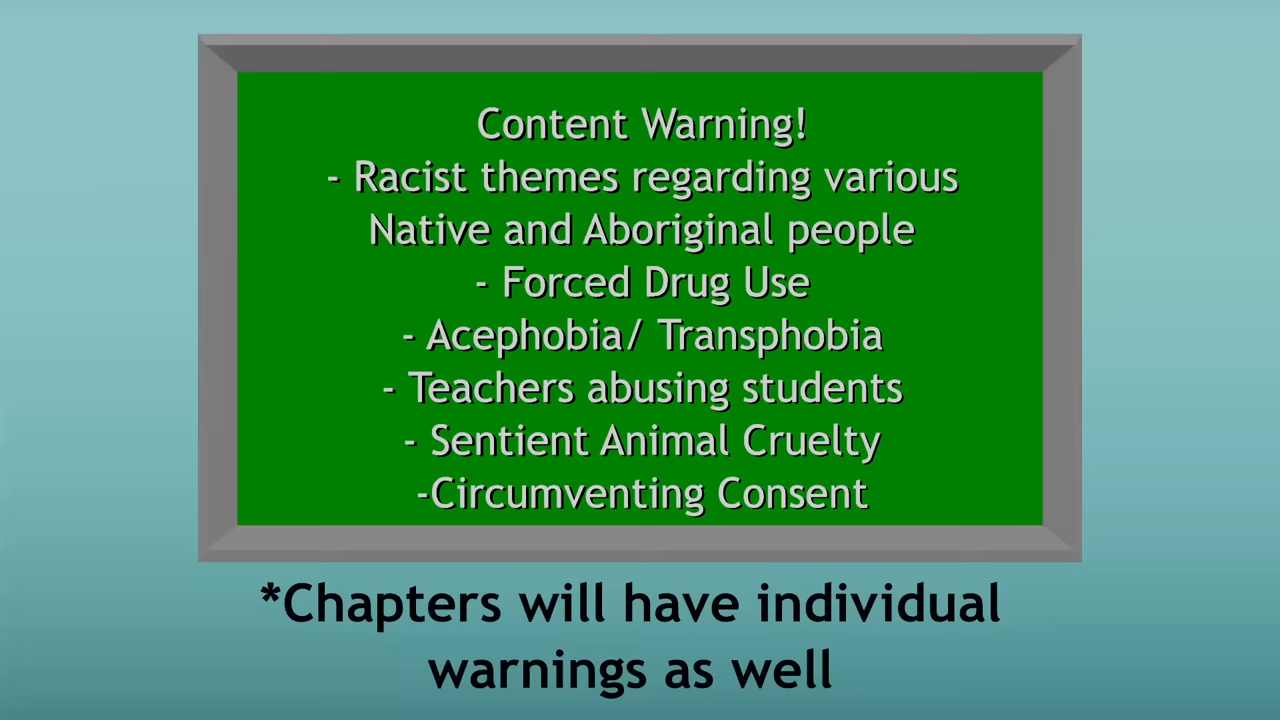 Content Warning!
- Racist themes regarding various
Native and Aboriginal people
- Forced Drug Use
- Acephobia/ Transphobia
- Teachers abusing students
- Sentient Animal Cruelty
-Circumventing Consent
*Chapters will have individual
warnings as well